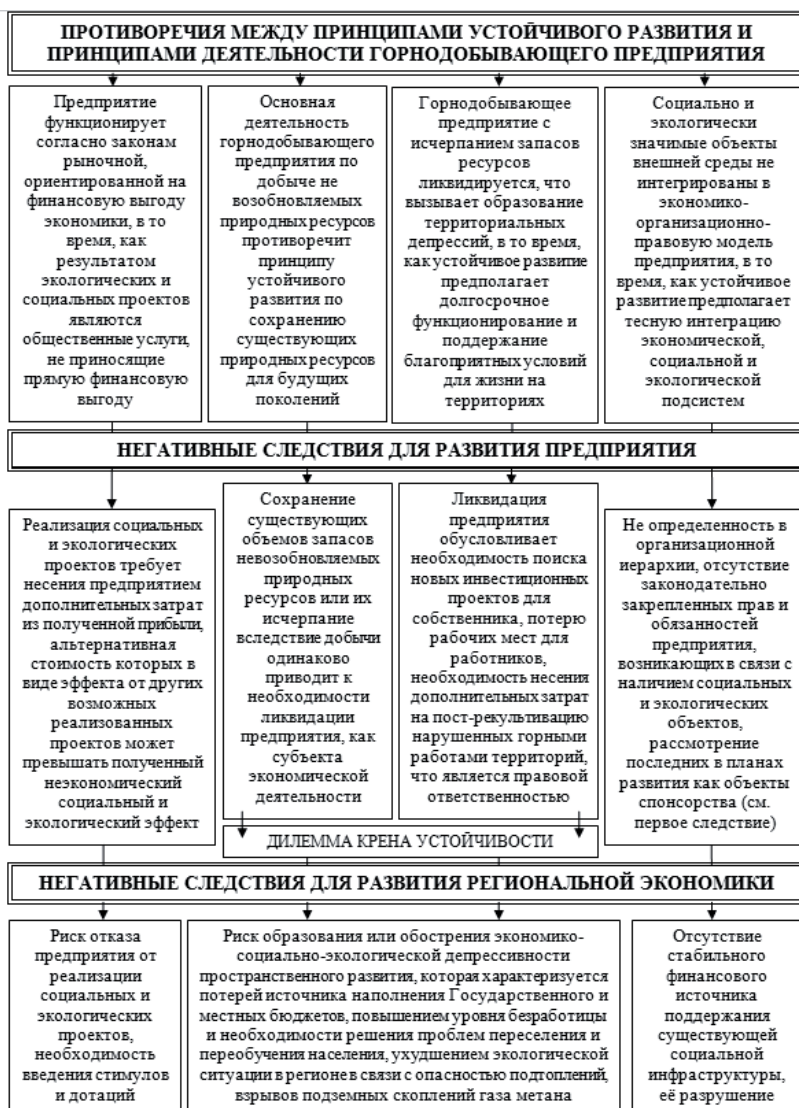 ПРОТИВОРЕЧИЯ МЕЖДУ ПРИНЦИПАМИ УСТОЙЧИВОГО РАЗВИТИЯ И
ПРИНЦИПАМИ ДЕЯТЕЛЬНОСТИ ГОРНОДОБЫВАЮЩЕГО ПРЕДПРИЯТИЯ
Предприятие
функционирует
согласно законам
рыночной,
ориентированной на
финансовую выгоду
экономики, в то
время, как
результатом
экологических и
социальных проектов
являются
общественные услуги,
не приносящие
прямую финансовую
выгоду
Основная
деятельность
горнодобывающего
предприятия по
добыче не
возобновляемых
природных ресурсов
противоречит
принципу
устойчивого
развития по
сохранению
существующих
природных ресурсов
для будущих
поколений
Горнодобывающее
предприятие с
исчерпанием запасов
ресурсов
ликвидируется, что
вызывает образование
территориальных
депрессий, в то время,
как устойчивое развитие
предполагает
долгосрочное
функционирование и
поддержание
благоприятных условий
для жизни на
территориях
Социально и
экологически
значимые объекты
внешней среды не
интегрированы в
экономико-
организационно-
правовую модель
предприятия, в то
время, как устойчивое
развитие предполагает
тесную интеграцию
экономической,
социальной и
экологической
подсистем
НЕГАТИВНЫЕ СЛЕДСТВИЯ ДЛЯ РАЗВИТИЯ ПРЕДПРИЯТИЯ
Реализация социальных
и экологических
проектов требует
несения предприятием
дополнительных затрат
из полученной прибыли,
альтернативная
стоимость которых в
виде эффекта от других
возможных
реализованных
проектов может
превышать полученный
неэкономический
социальный и
экологический эффект
Сохранение
существующих
объемов запасов
невозобновляемых
природных
ресурсов или их
исчерпание
вследствие добычи
одинаково
приводит к
необходимости
ликвидации
предприятия, как
субъекта
экономической
деятельности
Ликвидация
предприятия
обусловливает
необходимость поиска
новых инвестиционных
проектов для
собственника, потерю
рабочих мест для
работников,
необходимость несения
дополнительных затрат
на пост-рекультивацию
нарушенных горными
работами территорий,
что является правовой
ответственностью
Не определенность в
организационной
иерархии, отсутствие
законодательно
закрепленных прав и
обязанностей
предприятия,
возникающих в связи с
наличием социальных
и экологических
объектов,
рассмотрение
последних в планах
развития как объекты
спонсорства (см.
первое следствие)
ДИЛЕММА КРЕНА УСТОЙЧИВОСТИ
НЕГАТИВНЫЕ СЛЕДСТВИЯ ДЛЯ РАЗВИТИЯ РЕГИОНАЛЬНОЙ ЭКОНОМИКИ
Риск отказа
предприятия от
реализации
социальных и
экологических
проектов,
необходимость
введения стимулов
и дотаций
Риск образования или обострения экономико-
социально-экологической депрессивности
пространственного развития, которая характеризуется
потерей источника наполнения Государственного и
местных бюджетов, повышением уровня безработицы
и необходимости решения проблем переселения и
переобучения населения, ухудшением экологической
ситуации в регионе в связи с опасностью подтоплений,
взрывов подземных скоплений газа метана
Отсутствие
стабильного
финансового
источника
поддержания
существующей
социальной
инфраструктуры,
её разрушение